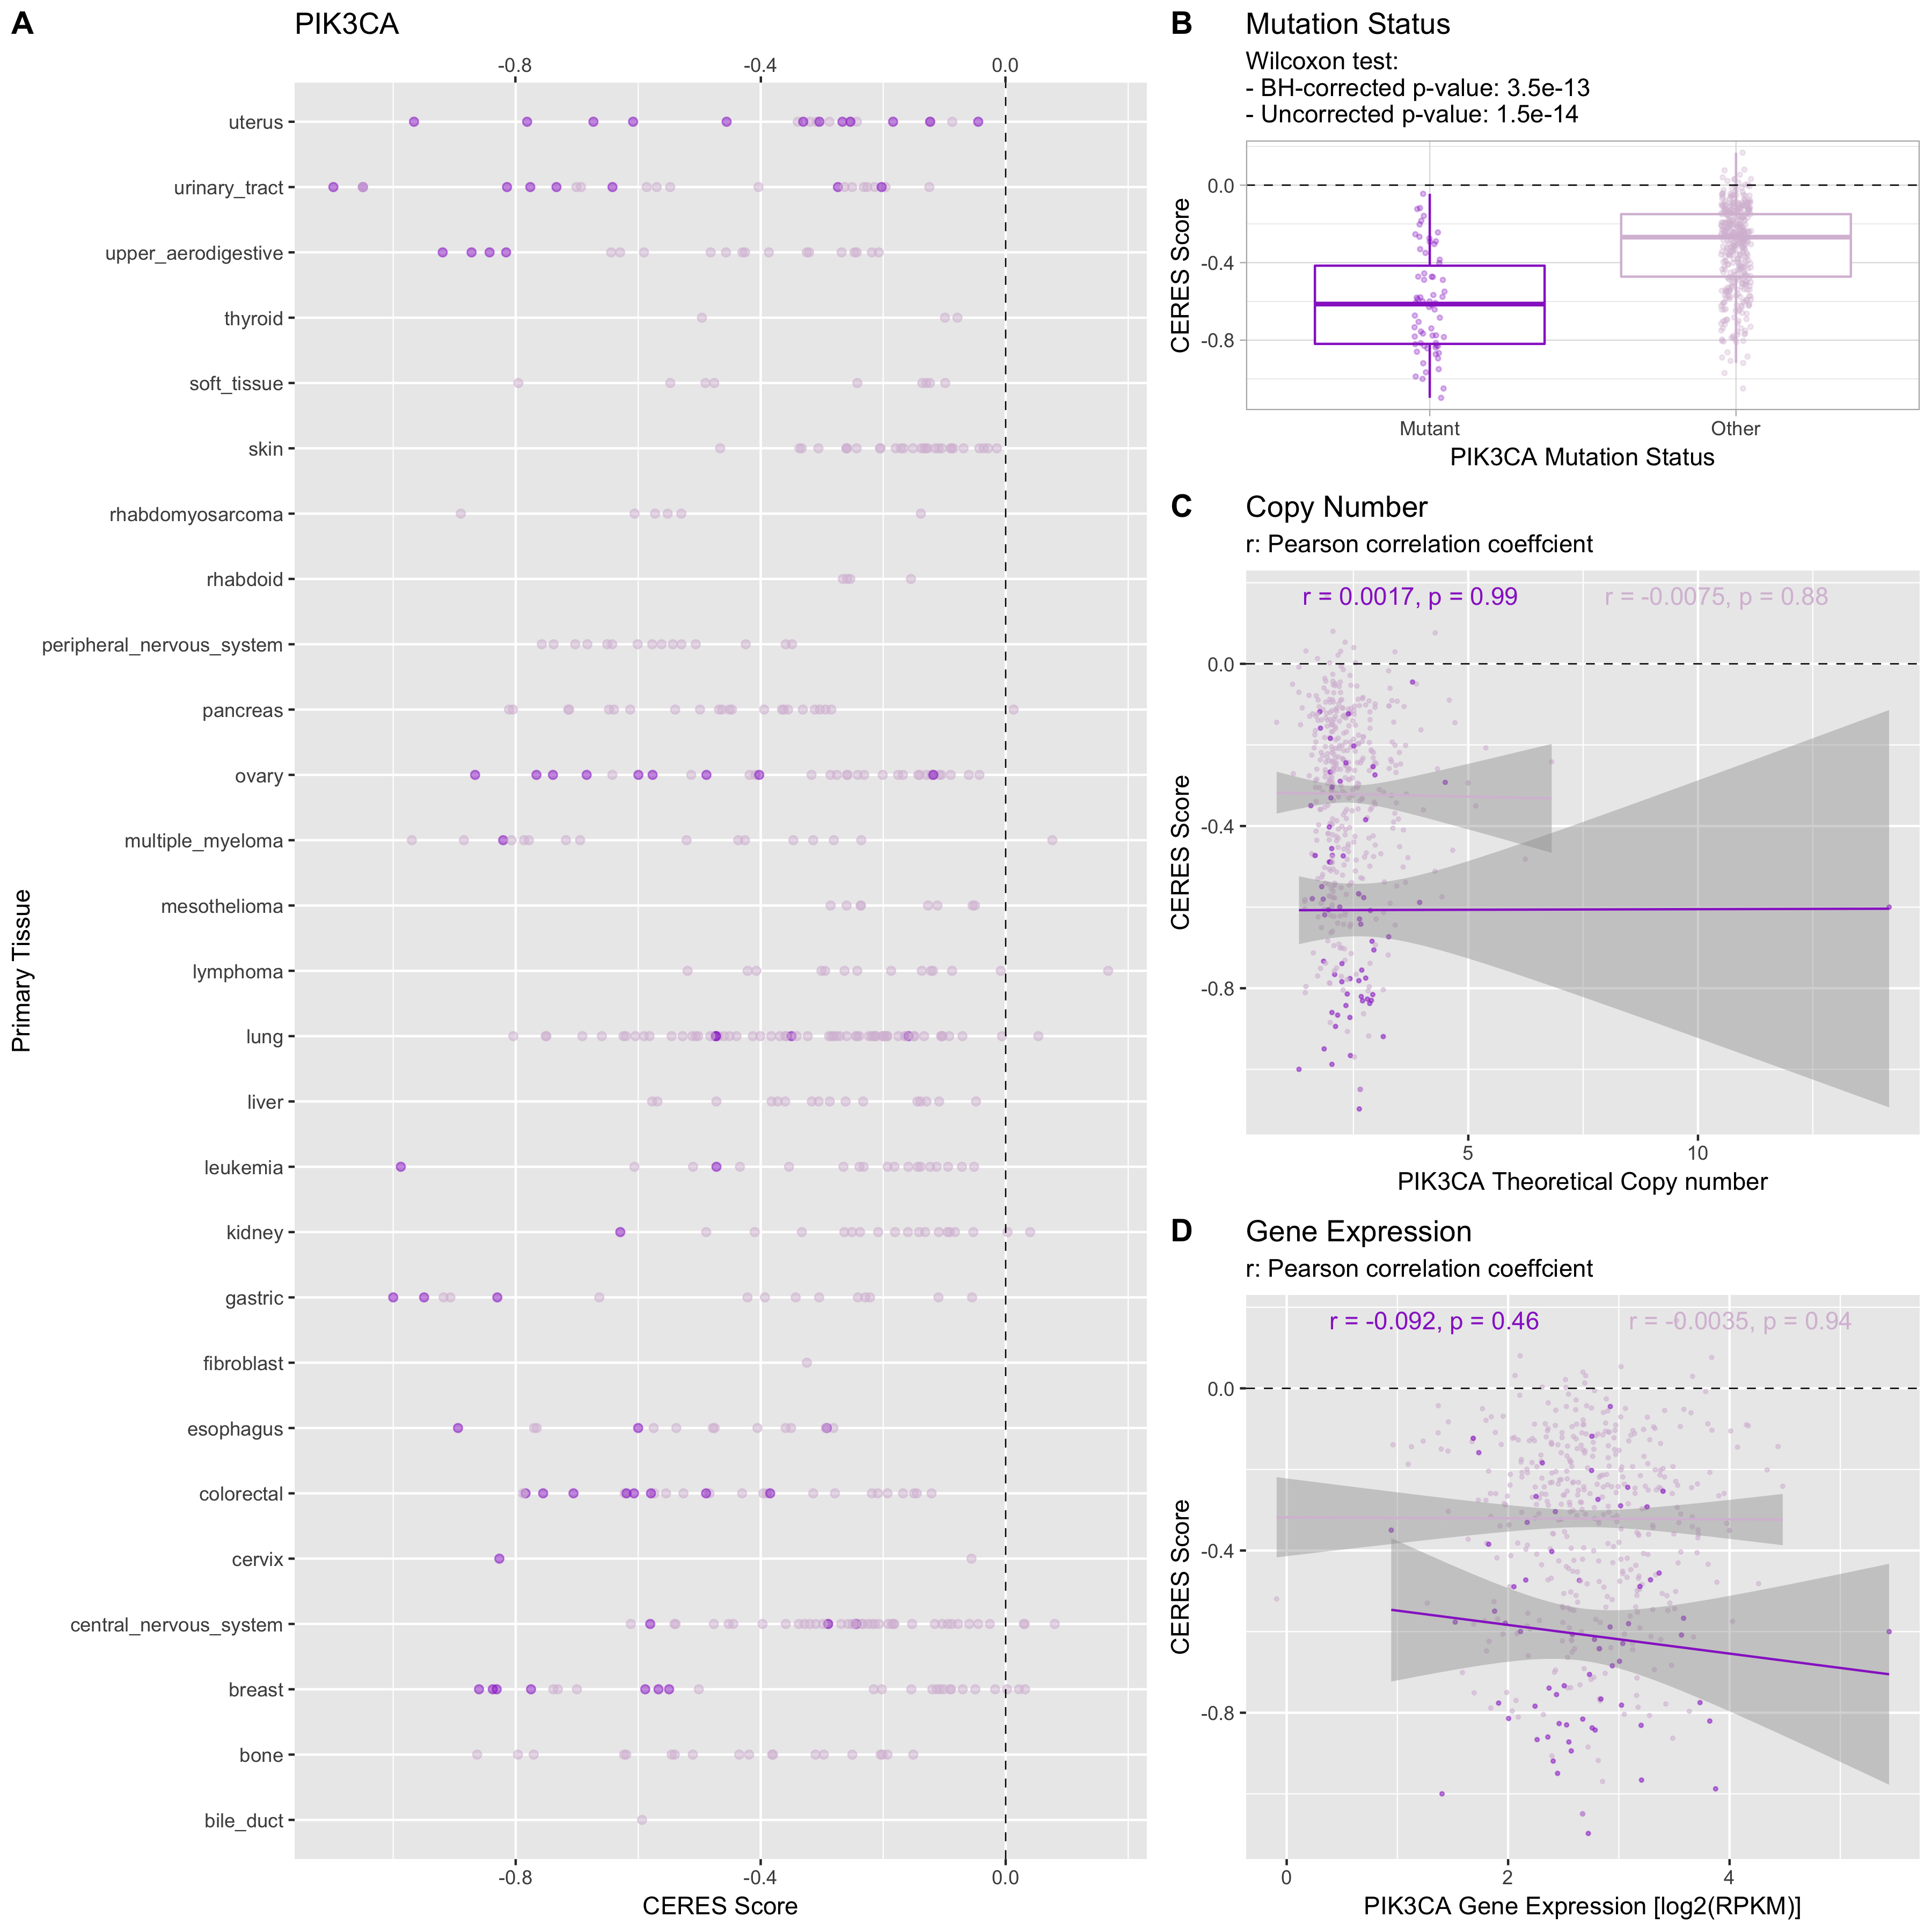 A
PIK3CA
-0.8
-0.4
0.0
uterus
urinary_tract
upper_aerodigestive
thyroid
soft_tissue
skin
rhabdomyosarcoma
rhabdoid
peripheral_nervous_system
pancreas
ovary
multiple_myeloma
mesothelioma
lymphoma
lung
liver
leukemia
kidney
gastric
fibroblast
esophagus
colorectal
cervix
central_nervous_system
breast
bone
bile_duct
Primary Tissue
-0.8
-0.4
0.0
CERES Score
B
Mutation Status
Wilcoxon test:
- BH-corrected p-value: 3.5e-13
- Uncorrected p-value: 1.5e-14
0.0
-0.4
-0.8
CERES Score
Mutant
Other
PIK3CA Mutation Status
C
Copy Number
r: Pearson correlation coeffcient
r = 0.0017, p = 0.99
r = -0.0075, p = 0.88
0.0
-0.4
-0.8
CERES Score
5
10
PIK3CA Theoretical Copy number
D
Gene Expression
r: Pearson correlation coeffcient
r = -0.092, p = 0.46
r = -0.0035, p = 0.94
0.0
-0.4
-0.8
CERES Score
0
2
4
PIK3CA Gene Expression [log2(RPKM)]